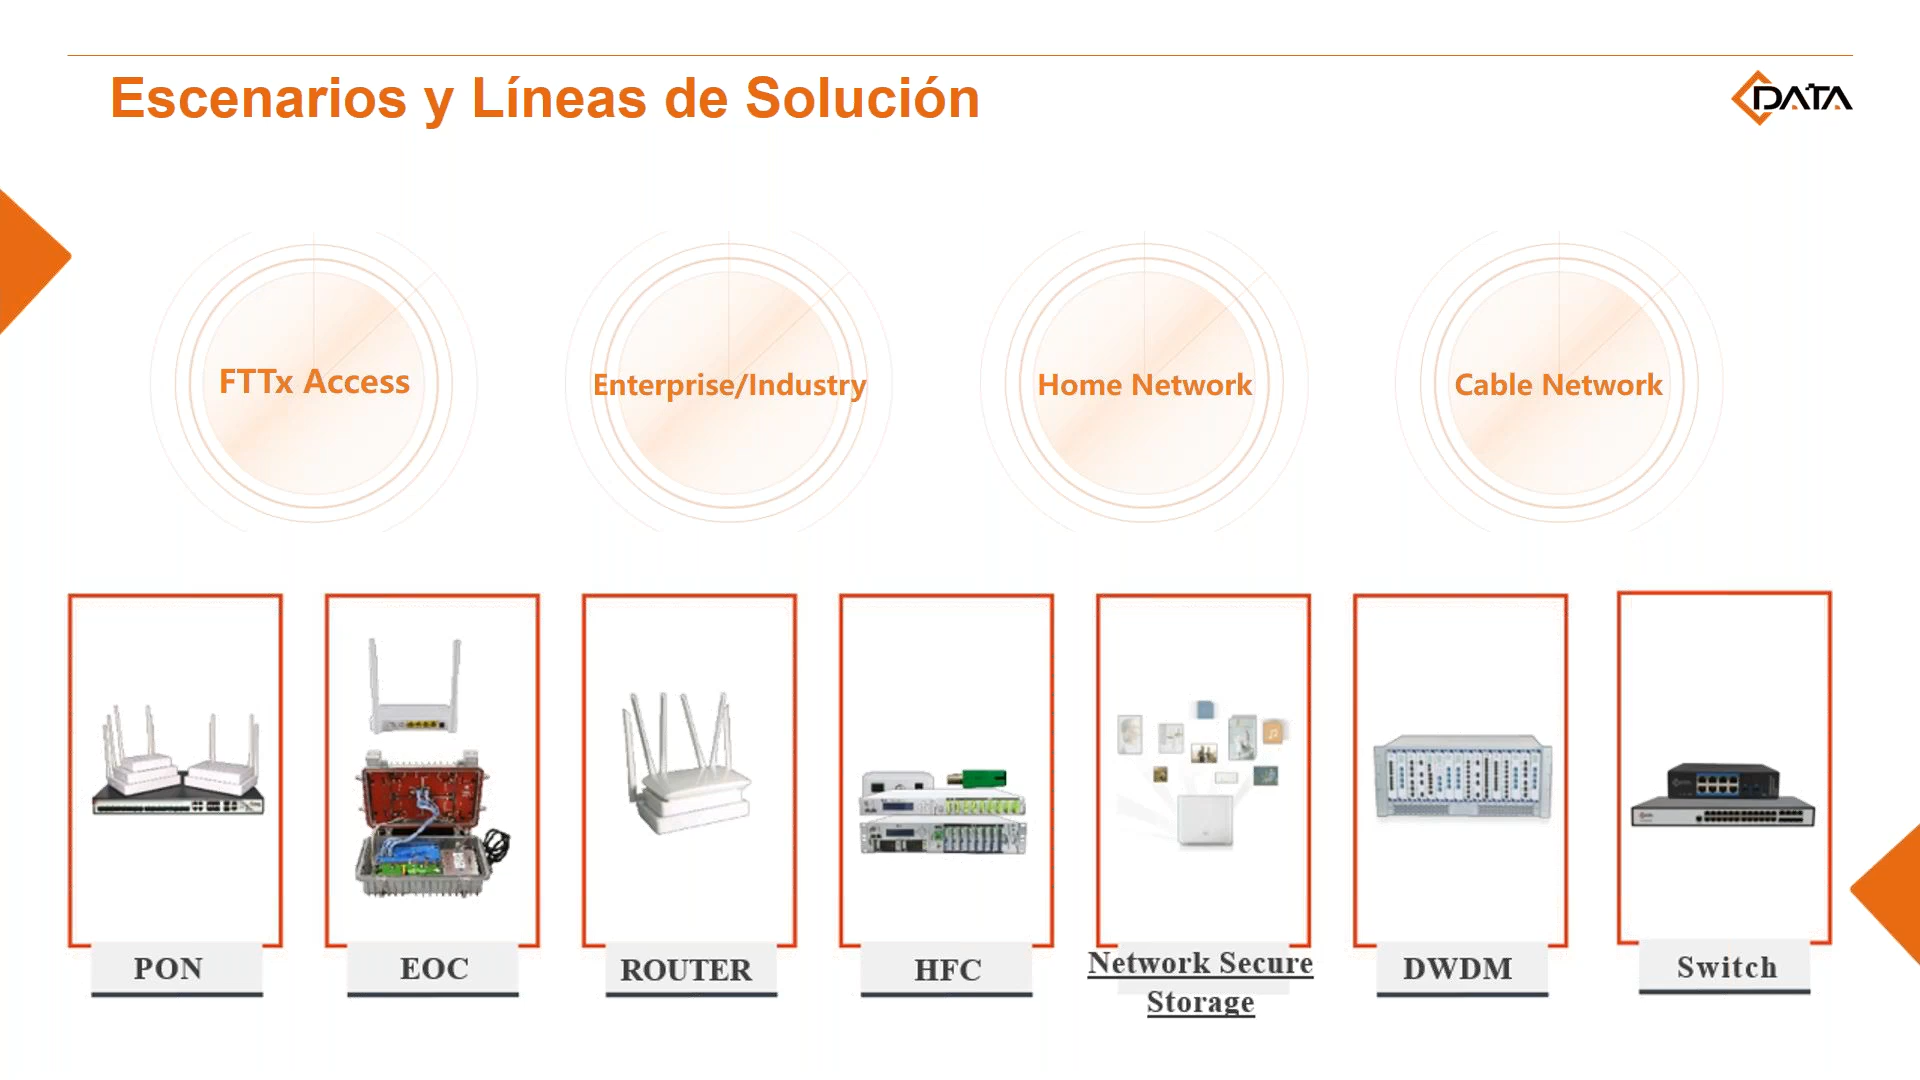 Escenarios y Líneas de Solución
DATA
FTTx Access
Enterprise/Industry
Home Network
Cable Network
PON
EOC
ROUTER
HFC
Network Secure
Storage
DWDM
Switch